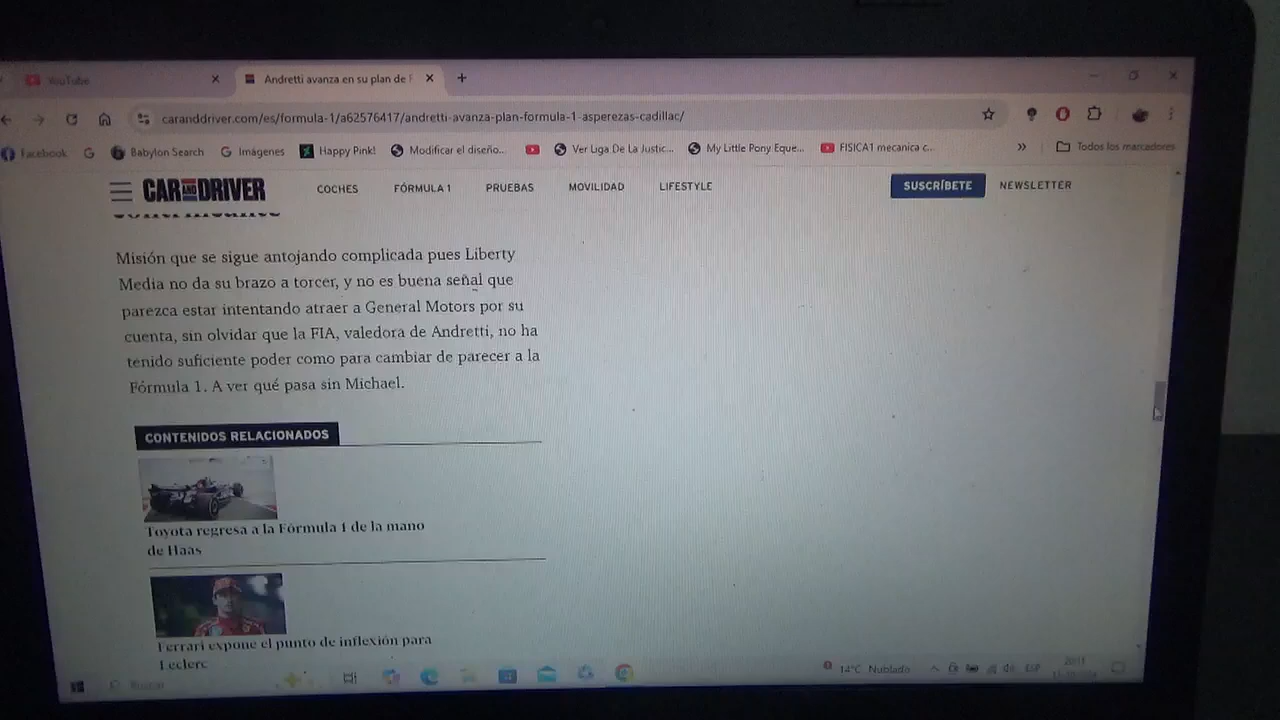 YouTube
Andretti avanza en su plan de F
caranddriver.com/es/formula-1/a62576417/andretti-avanza-plan-formula-1-asperezas-cadillac/
Facebook
Babylon Search
Imágenes
Happy Pink!
Modificar el diseño...
Ver Liga De La Justic...
My Little Pony Eque...
FISICA1 mecanica c...
»
Todos los marcadores
CAR AND DRIVER
COCHES
FÓRMULA 1
PRUEBAS
MOVILIDAD
LIFESTYLE
SUSCRÍBETE
NEWSLETTER
Misión que se sigue antojando complicada pues Liberty
Media no da su brazo a torcer, y no es buena señal que
parezca estar intentando atraer a General Motors por su
cuenta, sin olvidar que la FIA, valedora de Andretti, no ha
tenido suficiente poder como para cambiar de parecer a la
Fórmula 1. A ver qué pasa sin Michael.
CONTENIDOS RELACIONADOS
Toyota regresa a la Fórmula 1 de la mano
de Haas
Ferrari expone el punto de inflexión para
Leclerc
Buscar
14°C Nublado
ESP